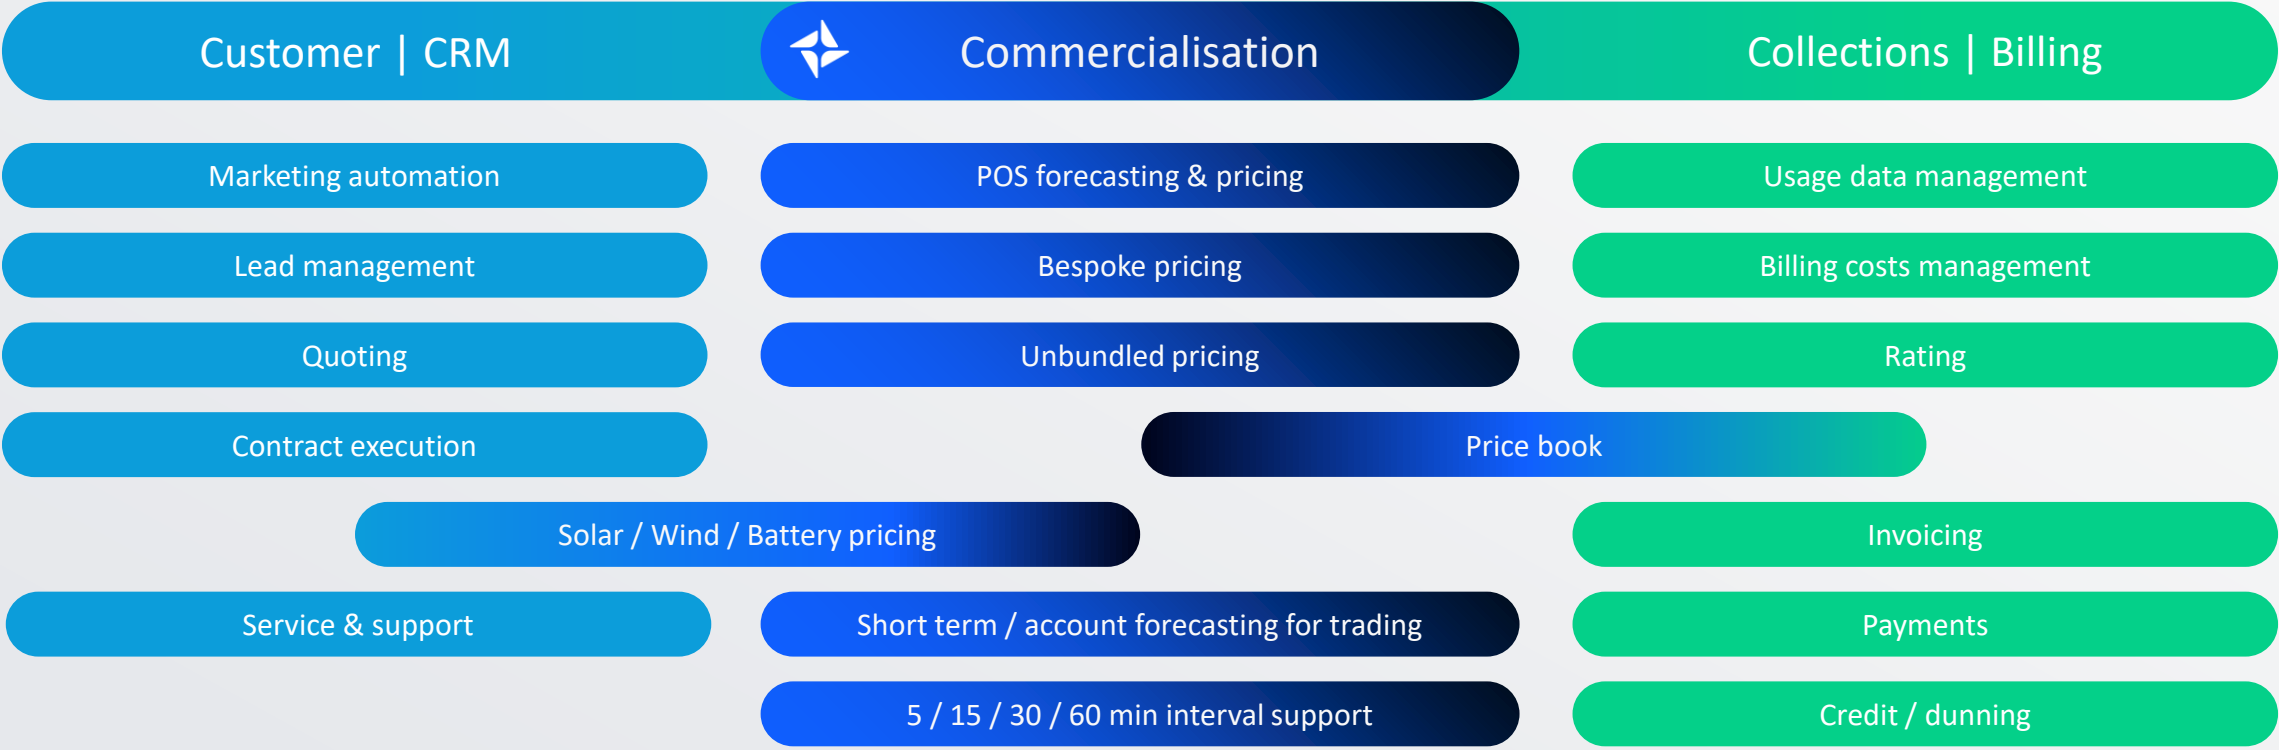 Customer | CRM
Commercialisation
Collections | Billing
Marketing automation
POS forecasting & pricing
Usage data management
Lead management
Bespoke pricing
Billing costs management
Quoting
Unbundled pricing
Rating
Contract execution
Price book
Solar / Wind / Battery pricing
Invoicing
Service & support
Short term / account forecasting for trading
Payments
5 / 15 / 30 / 60 min interval support
Credit / dunning